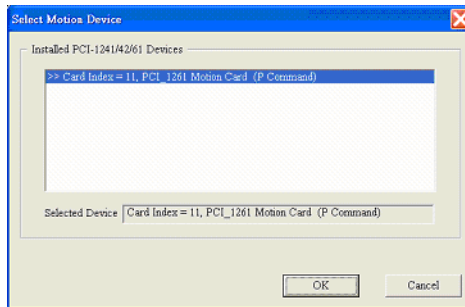 Select Motion Device
Installed PCI-1241/42/61 Devices
>> Card Index = 11, PCI_1261 Motion Card (P Command)
Selected Device Card Index = 11, PCI_1261 Motion Card (P Command)
OK Cancel